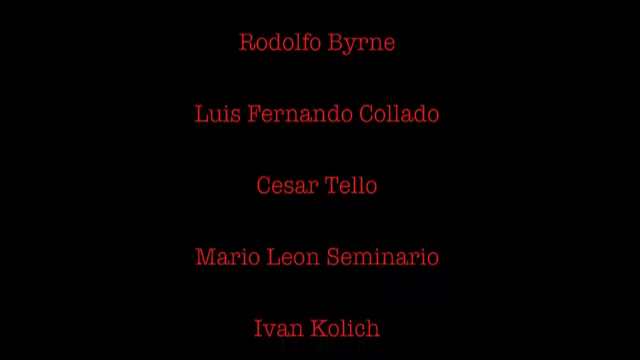 Rodolfo Byrne
Luis Fernando Collado
Cesar Tello
Mario Leon Seminario
Ivan Kolich